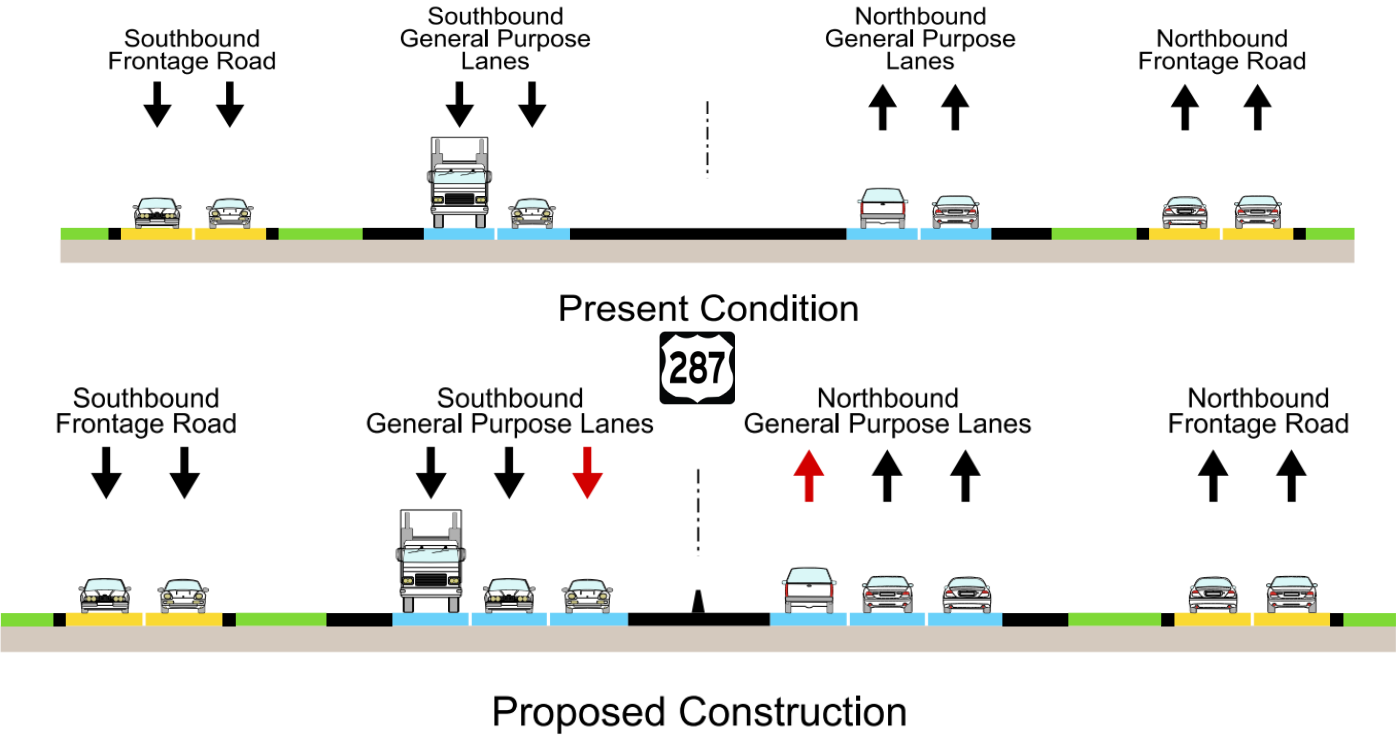 Southbound
Frontage Road
Southbound
General Purpose
Lanes
Northbound
General Purpose
Lanes
Northbound
Frontage Road
Present Condition
287
Southbound
Frontage Road
Southbound
General Purpose Lanes
Northbound
General Purpose Lanes
Northbound
Frontage Road
Proposed Construction